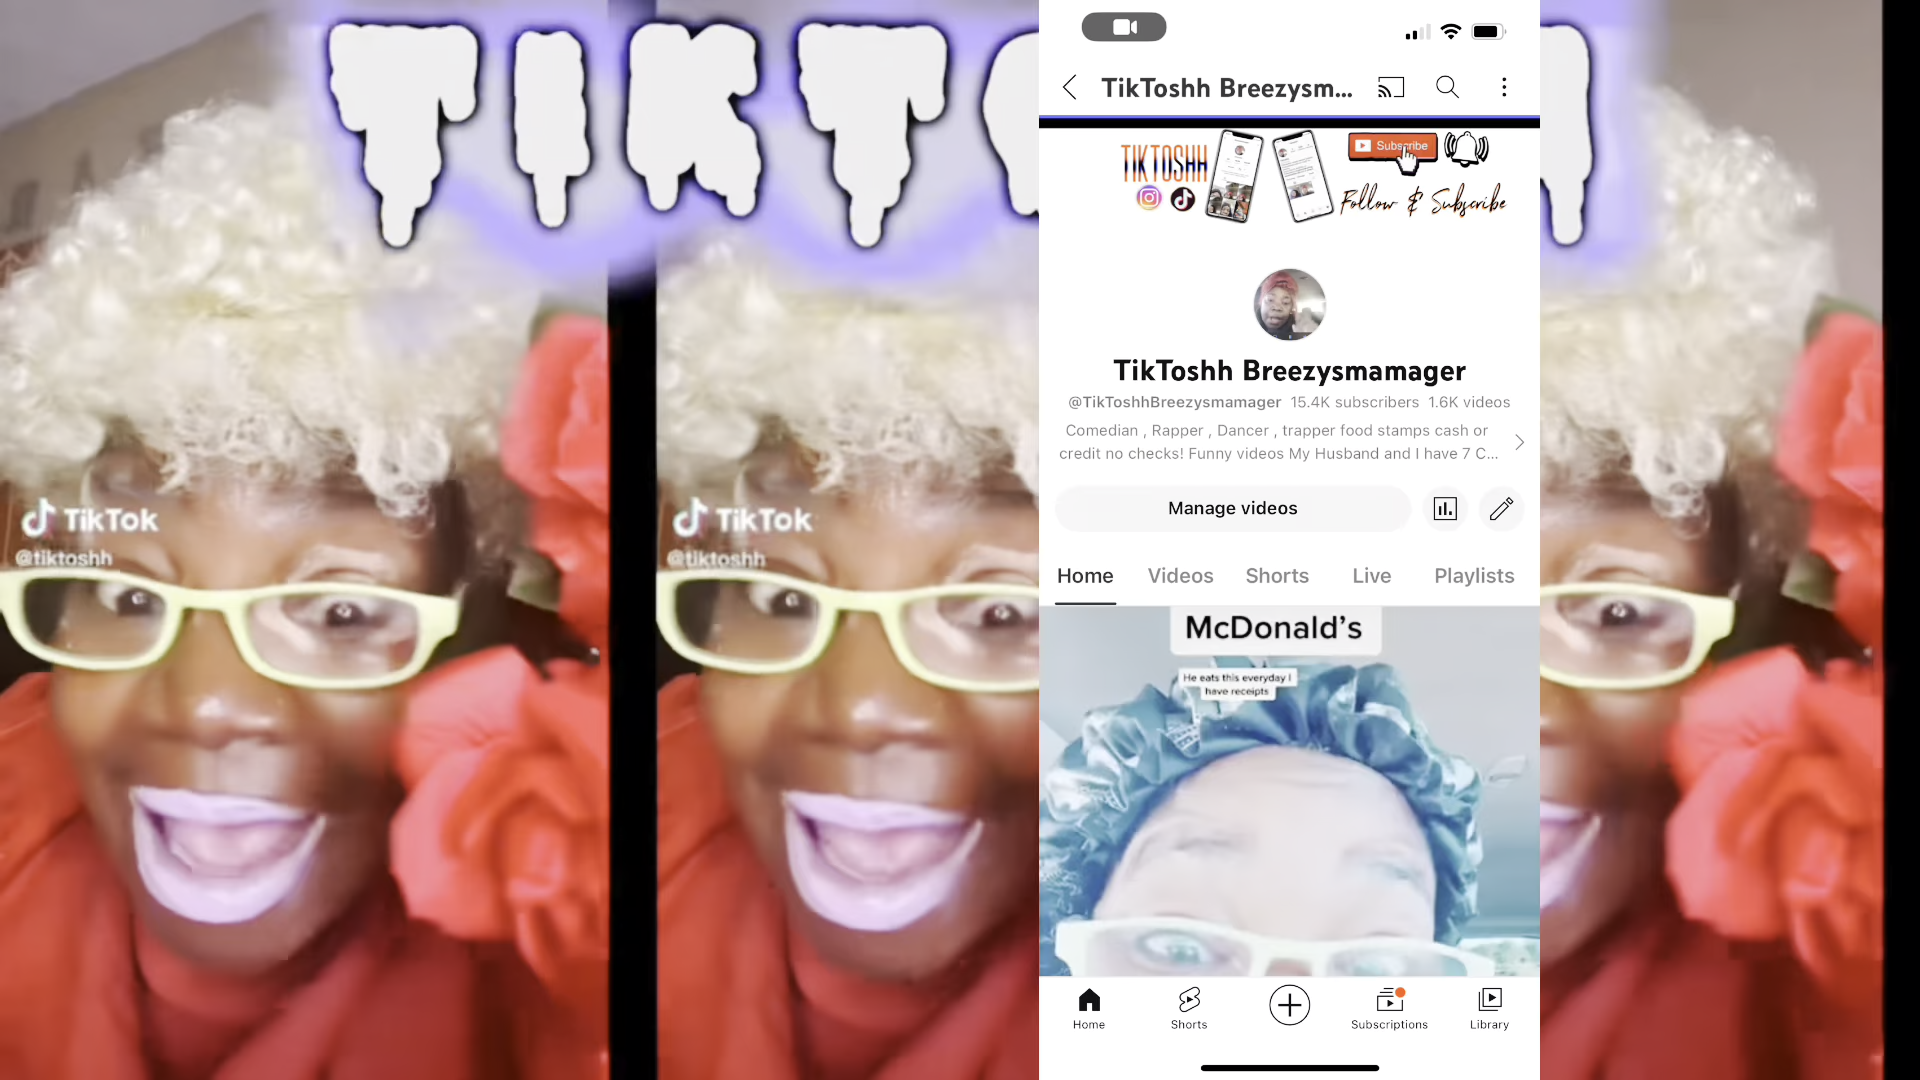 TIKTO
TikTok
@tiktoshh
TikTok
@tiktoshh
TikToshh Breezysm...
TIKTOSHH
Subscribe
Follow & Subscribe
TikToshh Breezysmamager
@TikToshhBreezysmamager 15.4K subscribers 1.6K videos
Comedian , Rapper , Dancer , trapper food stamps cash or
credit no checks! Funny videos My Husband and I have 7 C...
Manage videos
Home Videos Shorts Live Playlists
McDonald's
He eats this everyday I
have receipts
Home Shorts Subscriptions Library